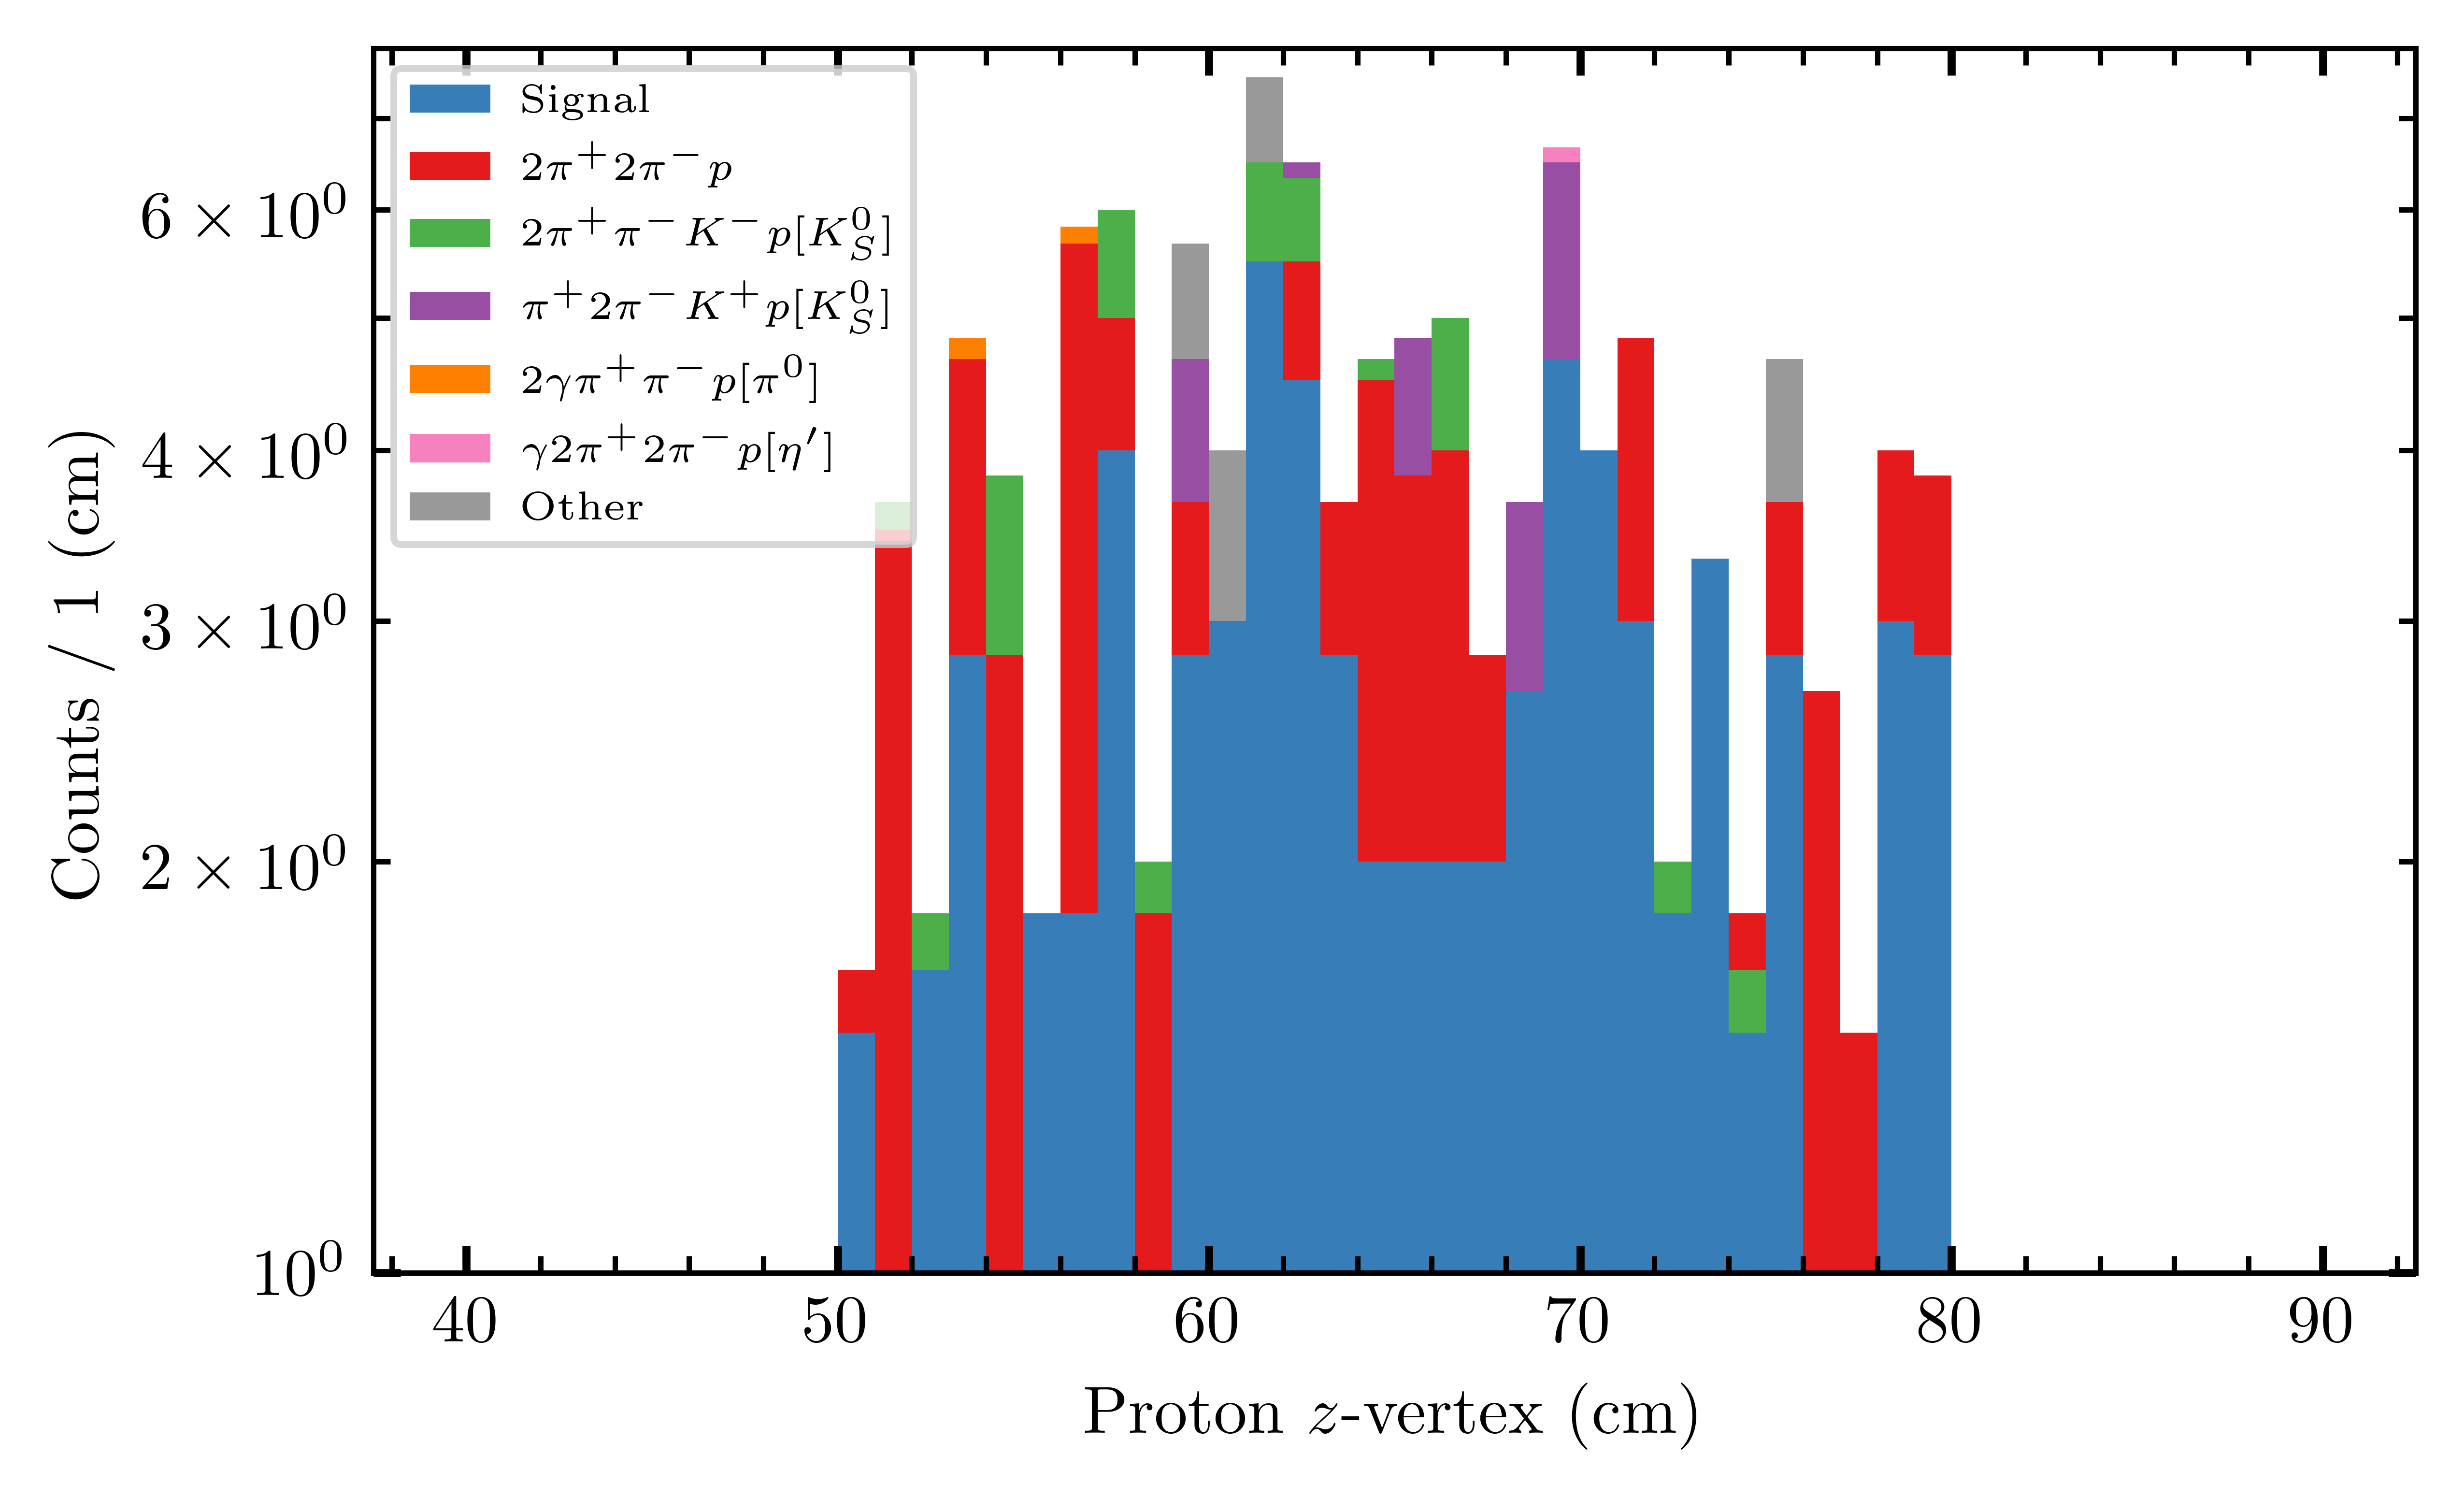 Signal
2π⁺2π⁻p
2π⁺π⁻K⁻p[K⁰_S]
π⁺2π⁻K⁺p[K⁰_S]
2γπ⁺π⁻p[π⁰]
γ2π⁺2π⁻p[η′]
Other
6 × 10⁰
4 × 10⁰
3 × 10⁰
2 × 10⁰
10⁰
Counts / 1 (cm)
40 50 60 70 80 90
Proton z-vertex (cm)